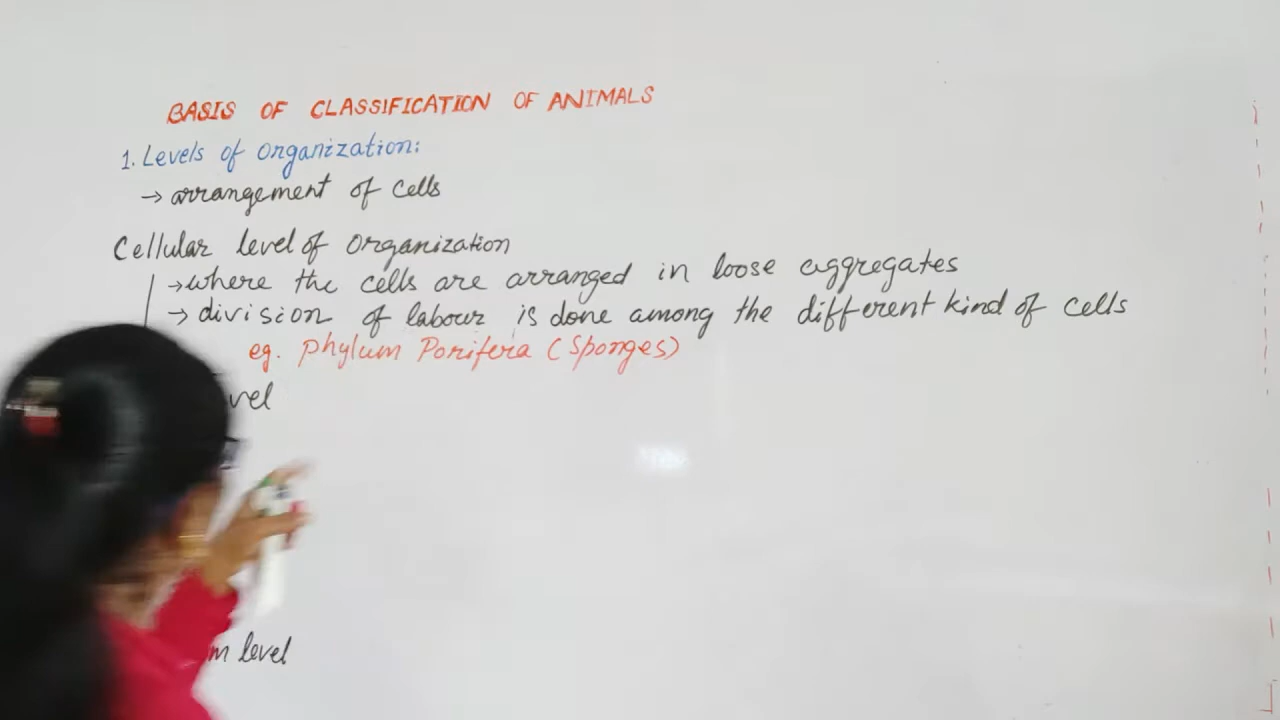 BASIS OF CLASSIFICATION OF ANIMALS
1. Levels of Organization:
→ arrangement of cells
Cellular level of Organization
→ where the cells are arranged in loose aggregates
→ division of labour is done among the different kind of cells
eg. Phylum Porifera (Sponges)
level